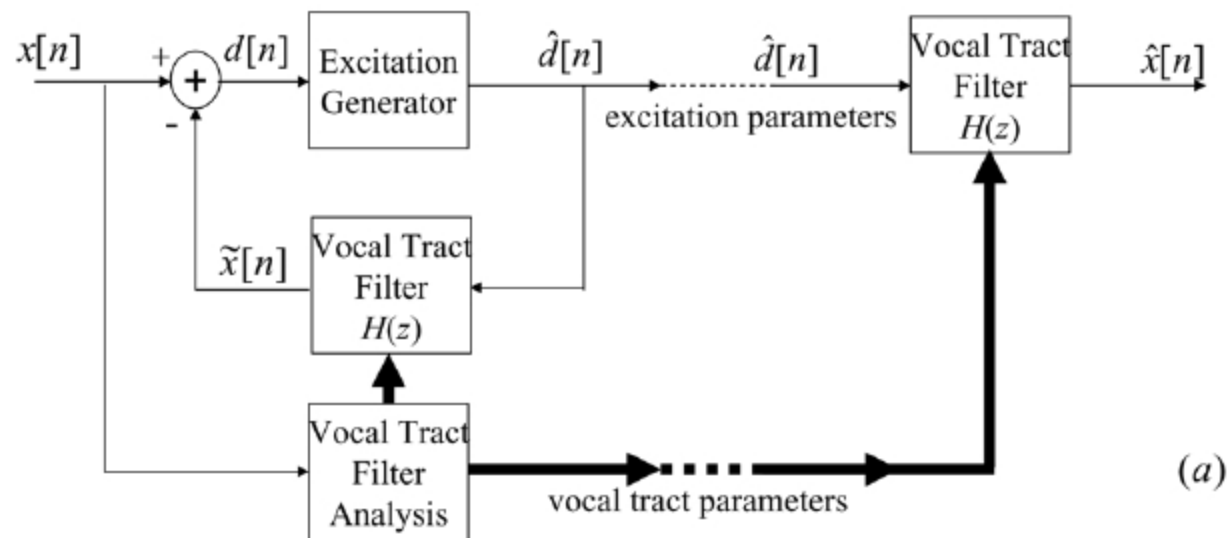 x[n]
+
-
+
d[n]
Excitation
Generator
d̂[n]
d̂[n]
excitation parameters
Vocal Tract
Filter
H(z)
x̂[n]
x̃[n]
Vocal Tract
Filter
H(z)
Vocal Tract
Filter
Analysis
vocal tract parameters
(a)